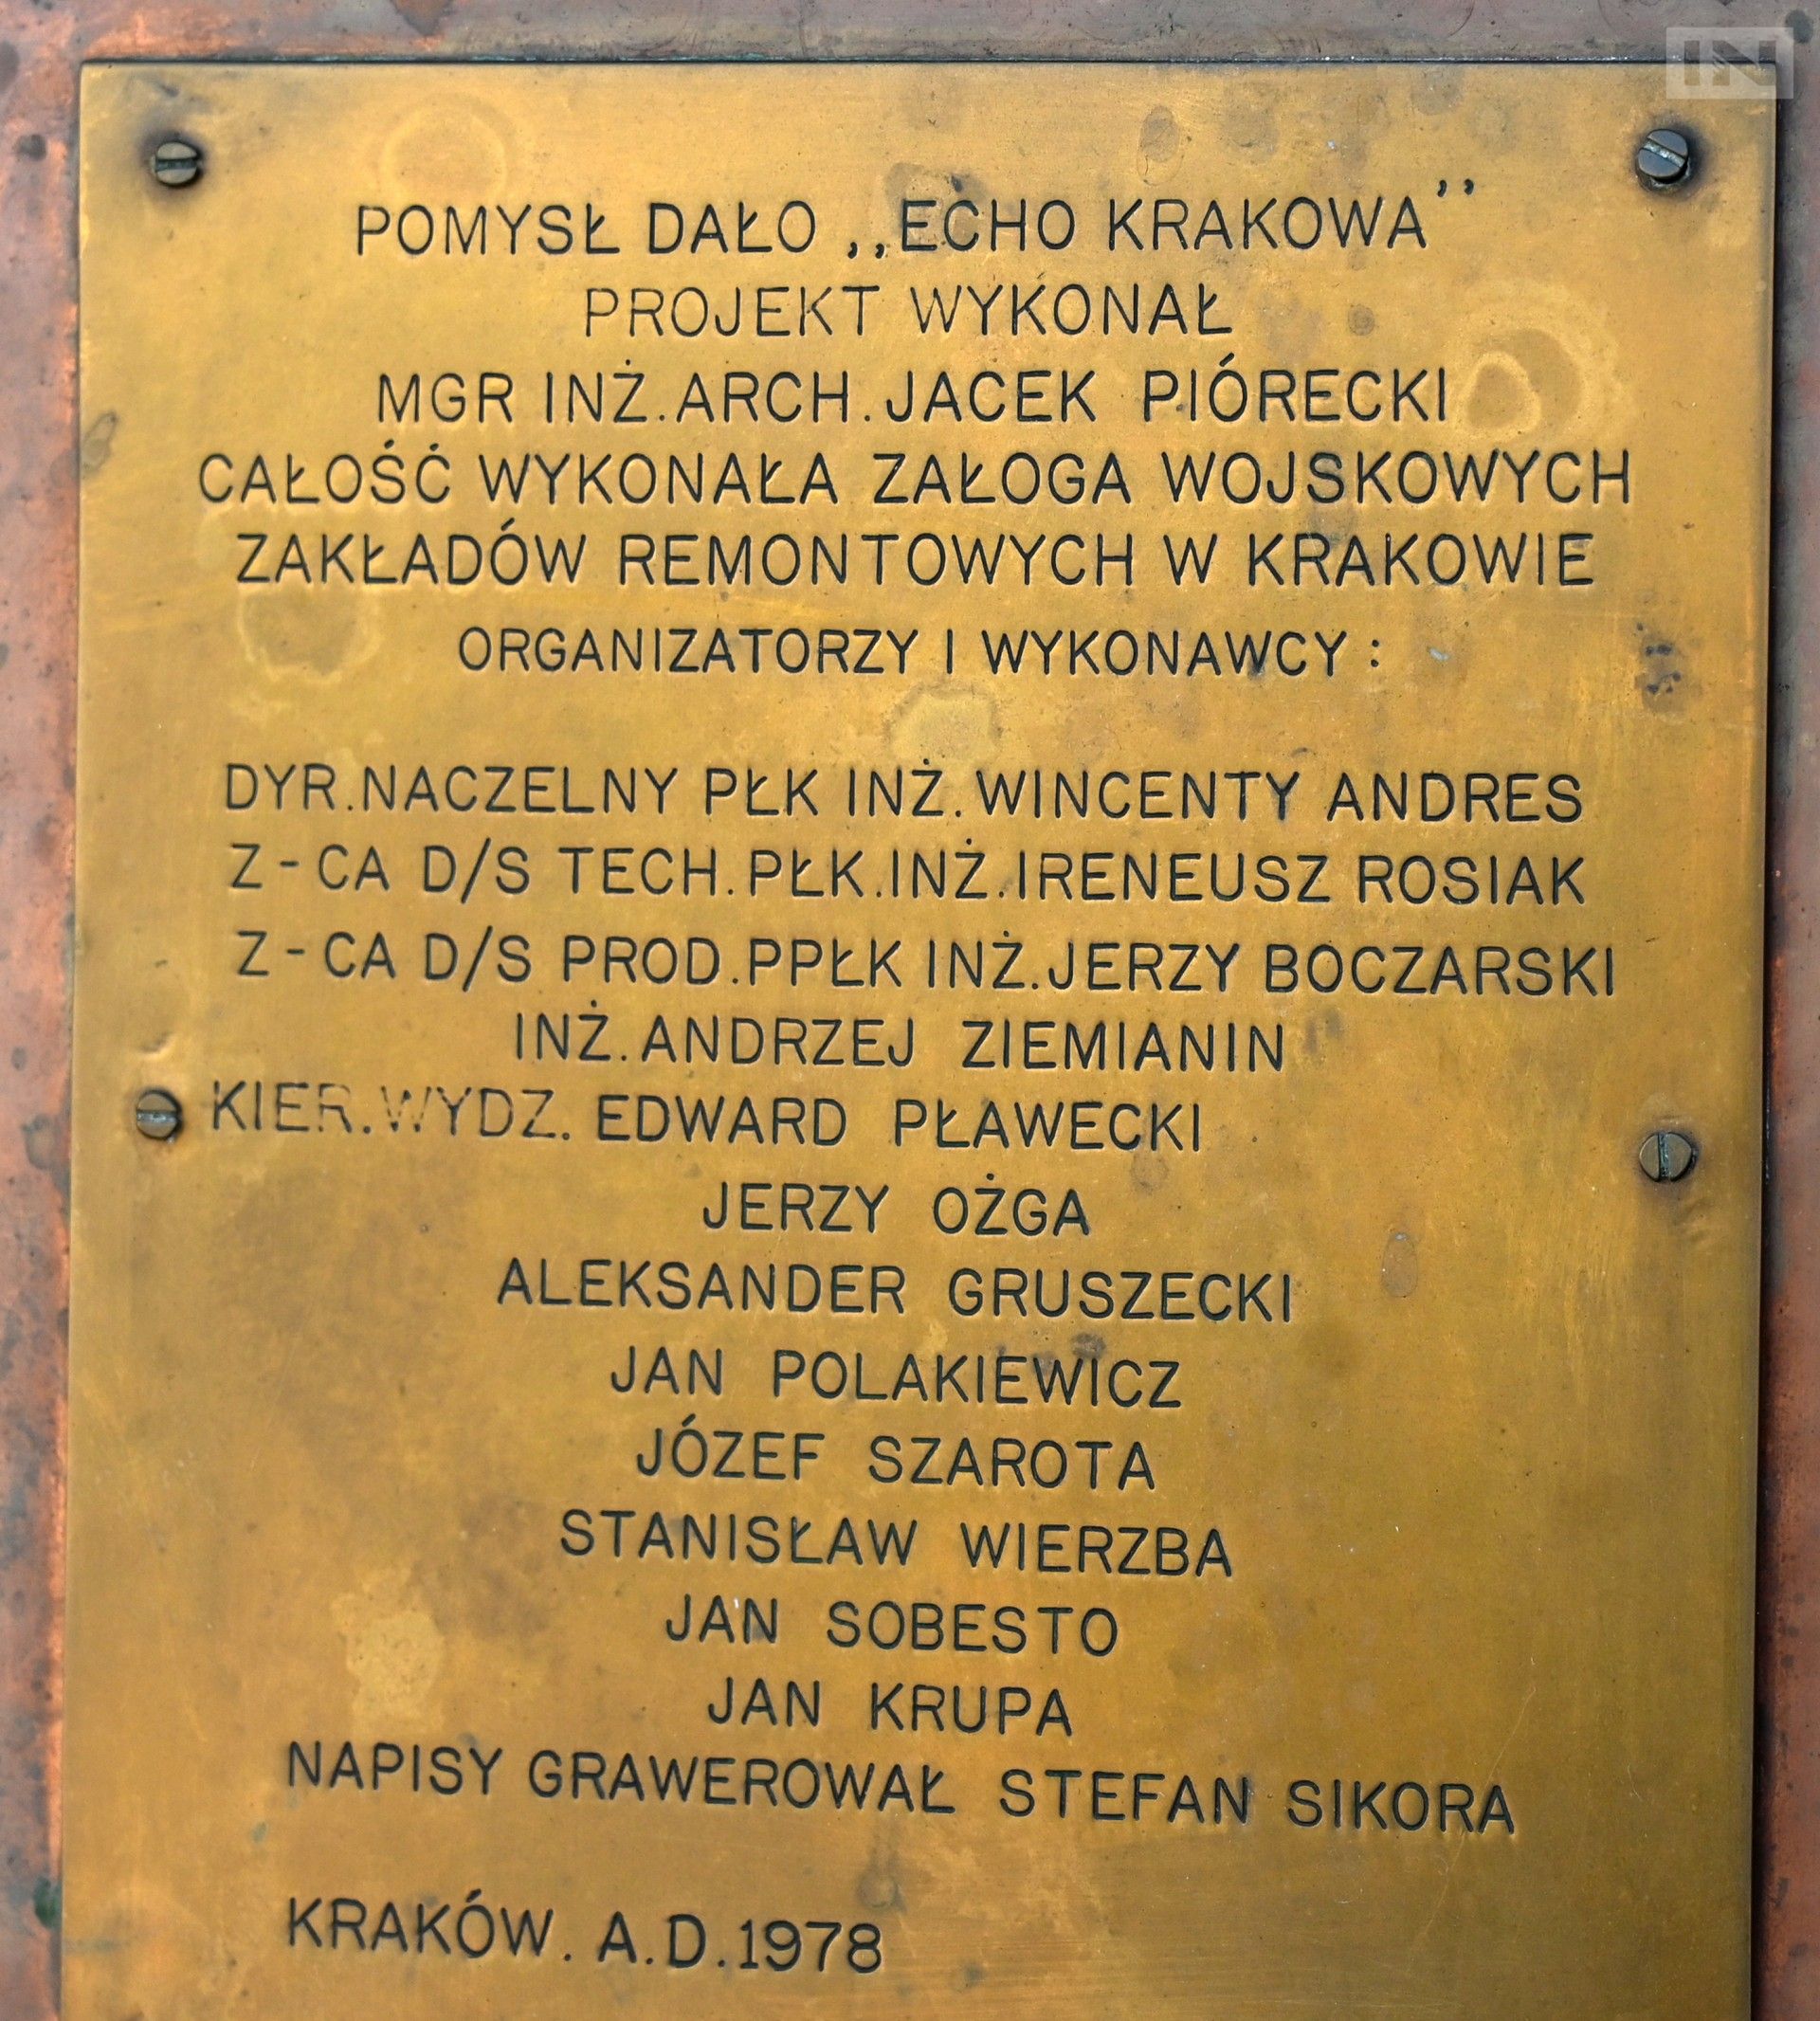 IN
POMYSŁ DAŁO ,,ECHO KRAKOWA’’
PROJEKT WYKONAŁ
MGR INŻ.ARCH.JACEK PIÓRECKI
CAŁOŚĆ WYKONAŁA ZAŁOGA WOJSKOWYCH
ZAKŁADÓW REMONTOWYCH W KRAKOWIE
ORGANIZATORZY I WYKONAWCY :
DYR.NACZELNY PŁK INŻ.WINCENTY ANDRES
Z-CA D/S TECH.PŁK.INŻ.IRENEUSZ ROSIAK
Z-CA D/S PROD.PPŁK INŻ.JERZY BOCZARSKI
INŻ.ANDRZEJ ZIEMIANIN
KIER.WYDZ. EDWARD PŁAWECKI
JERZY OŻGA
ALEKSANDER GRUSZECKI
JAN POLAKIEWICZ
JÓZEF SZAROTA
STANISŁAW WIERZBA
JAN SOBESTO
JAN KRUPA
NAPISY GRAWEROWAŁ STEFAN SIKORA
KRAKÓW. A.D.1978